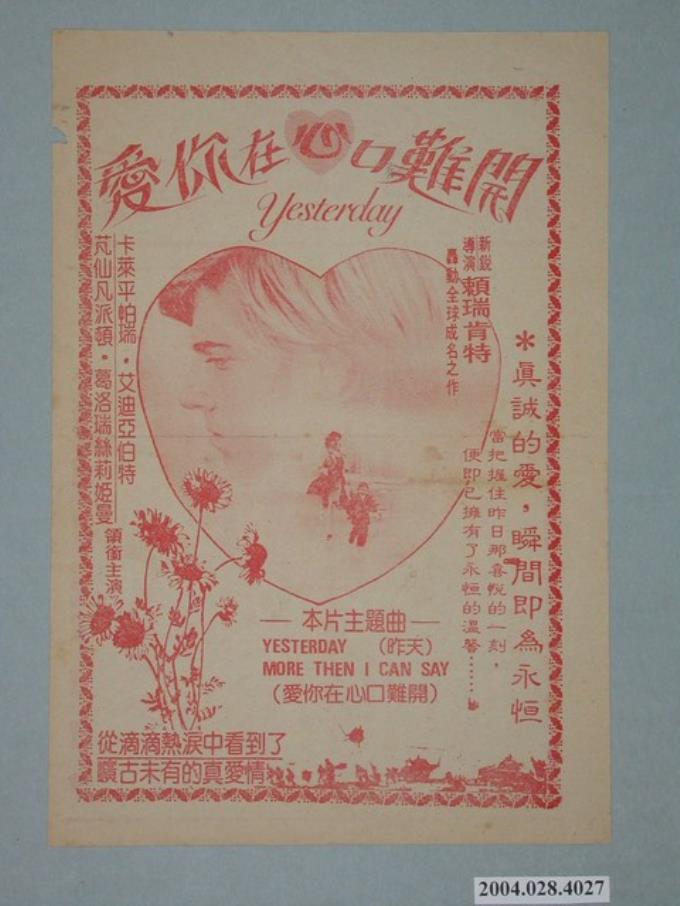 愛你在心口難開
Yesterday
新銳
導演
賴瑞肯特
轟動全球成名之作
＊真誠的愛，瞬間即為永恒
當把握住昨日那喜悅的一刻，
便即已擁有了永恒的溫馨……
卡萊平帕瑞．艾迪亞伯特
芃仙凡派頓．葛洛瑞絲莉姫曼
領銜主演
—本片主題曲—
YESTERDAY （昨天）
MORE THEN I CAN SAY
（愛你在心口難開）
從滴滴熱淚中看到了
曠古未有的真愛情
2004.028.4027